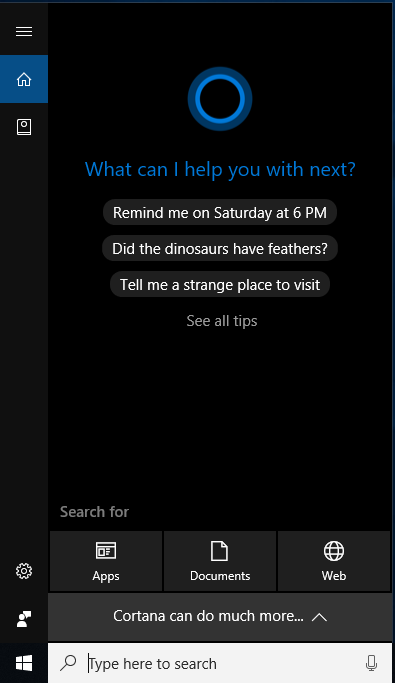 What can I help you with next?
Remind me on Saturday at 6 PM
Did the dinosaurs have feathers?
Tell me a strange place to visit
See all tips
Search for
Apps
Documents
Web
Cortana can do much more...
Type here to search